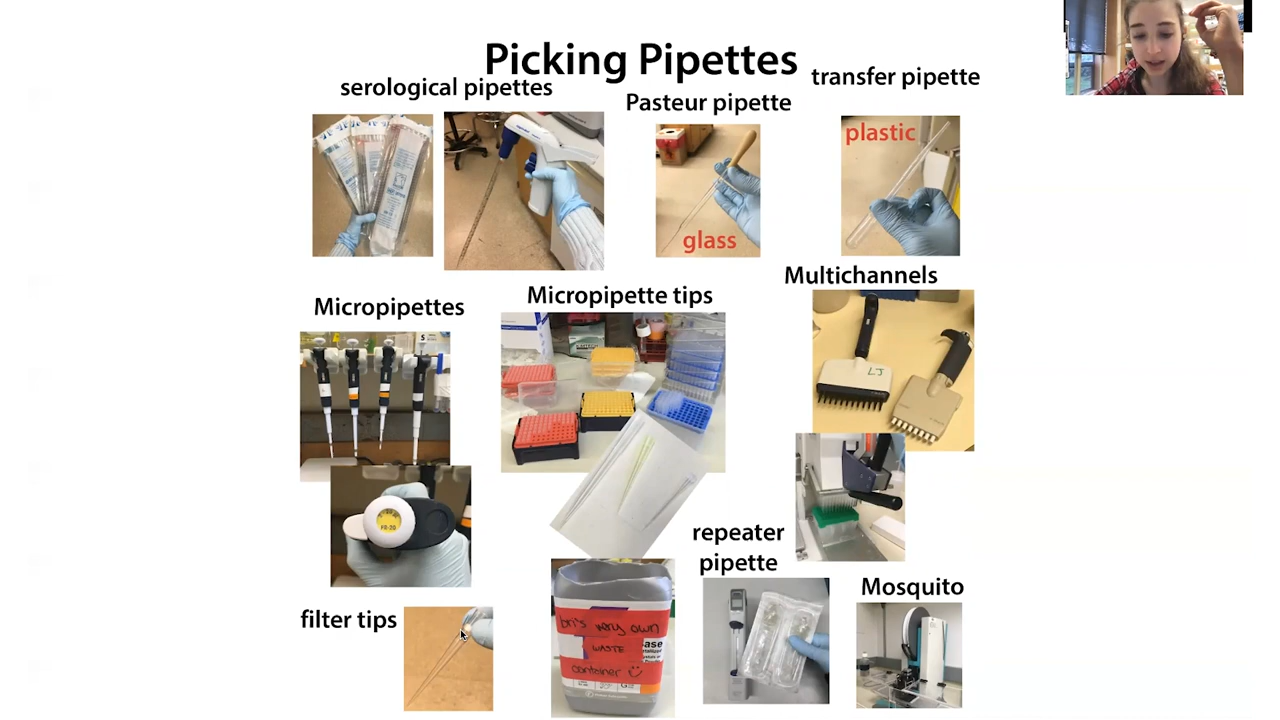 Picking Pipettes
serological pipettes
Pasteur pipette
transfer pipette
plastic
glass
Micropipettes
Micropipette tips
Multichannels
LJ
repeater
pipette
Mosquito
filter tips
bri's very own
WASTE
container